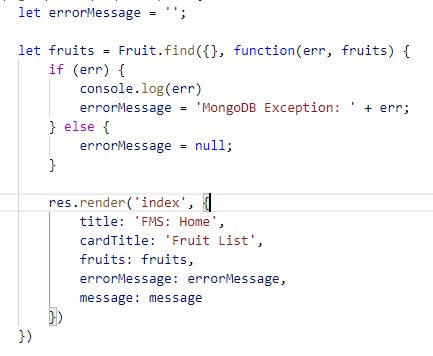 let errorMessage = '';
let fruits = Fruit.find({}, function(err, fruits) {
if (err) {
console.log(err)
errorMessage = 'MongoDB Exception: ' + err;
} else {
errorMessage = null;
}
res.render('index', {
title: 'FMS: Home',
cardTitle: 'Fruit List',
fruits: fruits,
errorMessage: errorMessage,
message: message
})
})